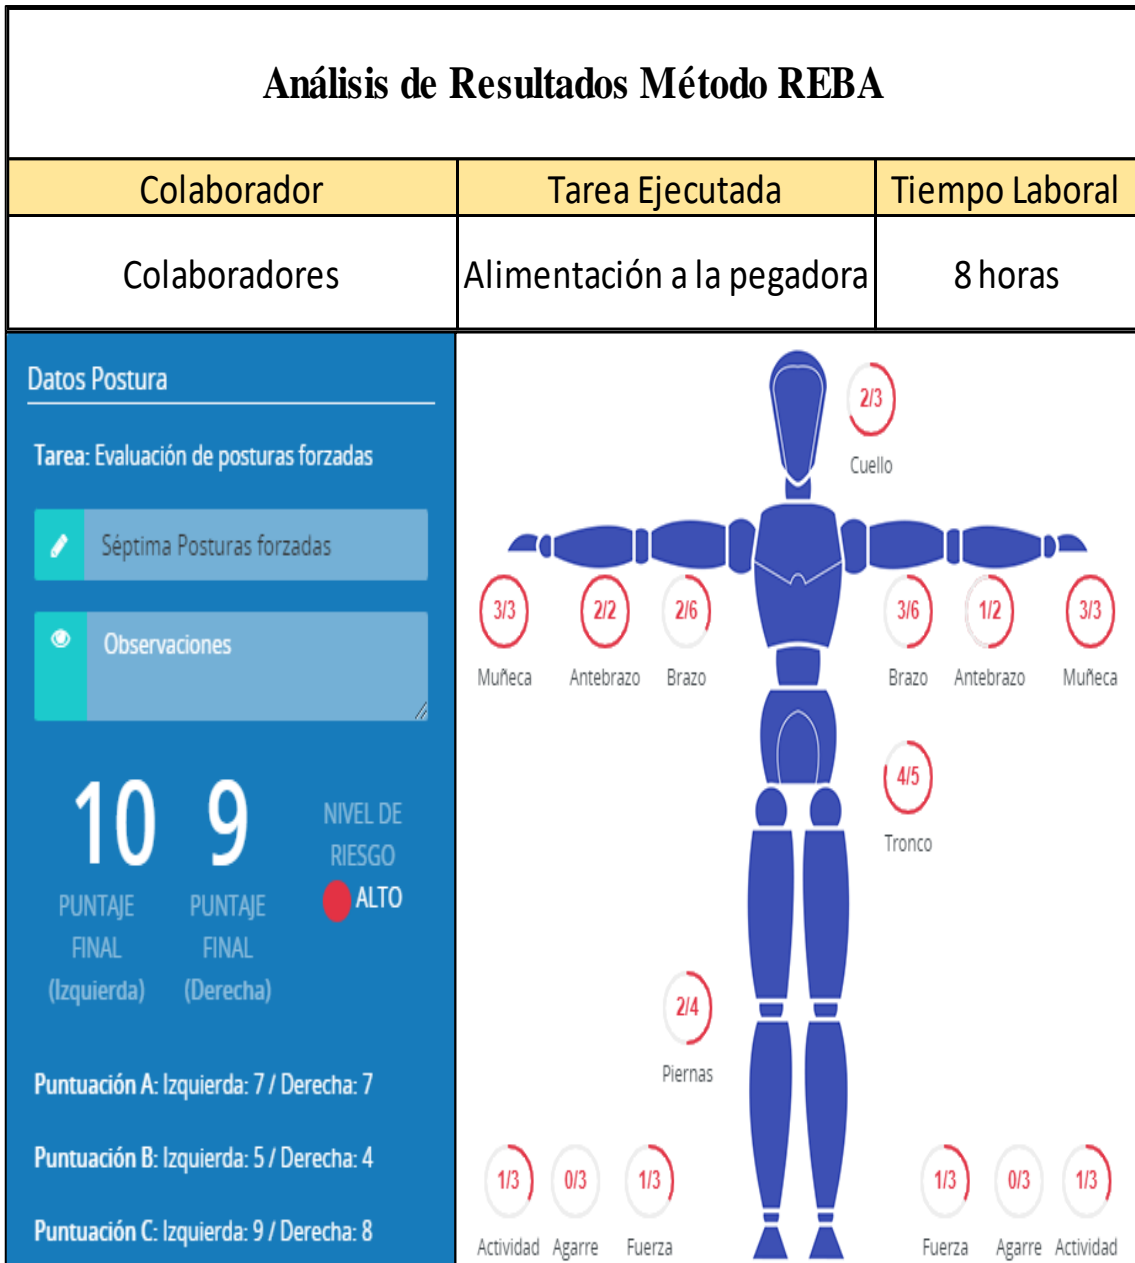 Análisis de Resultados Método REBA
Colaborador
Tarea Ejecutada
Tiempo Laboral
Colaboradores
Alimentación a la pegadora
8 horas
Datos Postura
Tarea: Evaluación de posturas forzadas
Séptima Posturas forzadas
Observaciones
10
9
NIVEL DE
RIESGO
ALTO
PUNTAJE
FINAL
(Izquierda)
PUNTAJE
FINAL
(Derecha)
Puntuación A: Izquierda: 7 / Derecha: 7
Puntuación B: Izquierda: 5 / Derecha: 4
Puntuación C: Izquierda: 9 / Derecha: 8
2/3
Cuello
3/3
Muñeca
2/2
Antebrazo
2/6
Brazo
3/6
Brazo
1/2
Antebrazo
3/3
Muñeca
4/5
Tronco
2/4
Piernas
1/3
Actividad
0/3
Agarre
1/3
Fuerza
1/3
Fuerza
0/3
Agarre
1/3
Actividad